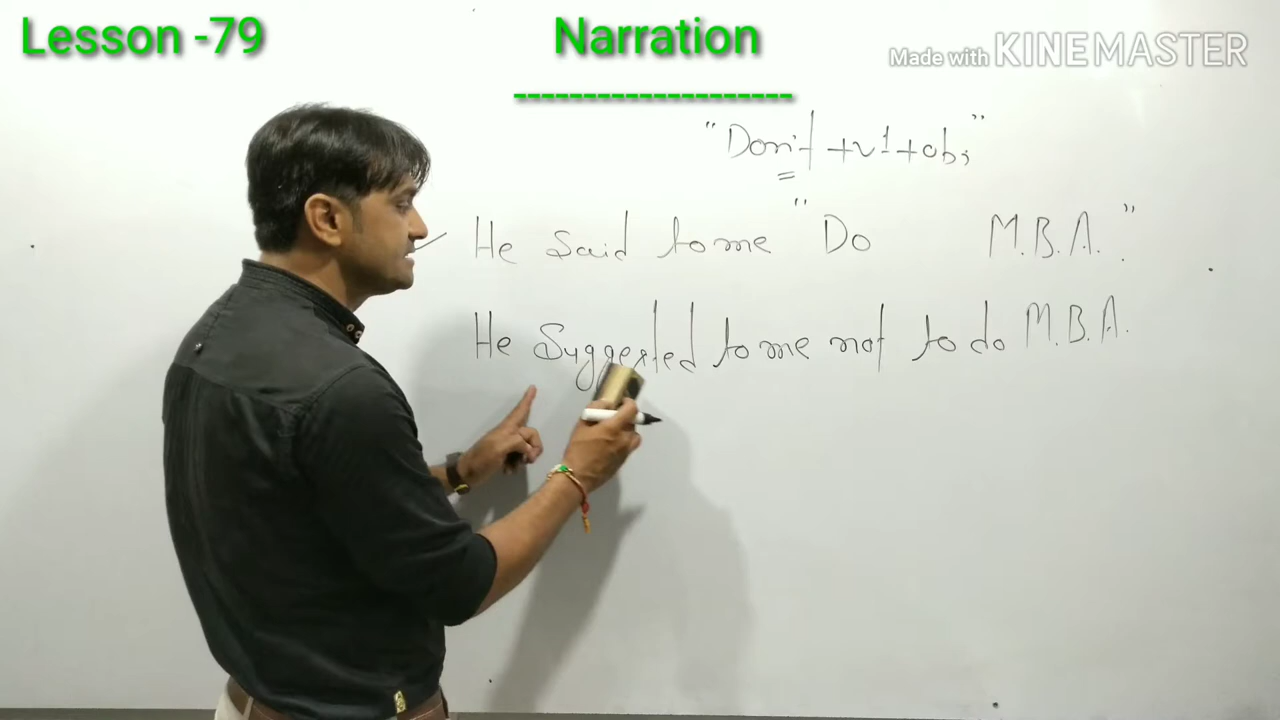 Lesson -79
Narration
--------------------
Made with KINEMASTER
"Don't + v1 + obj"
He said to me "Do M.B.A."
He suggested to me not to do M.B.A.